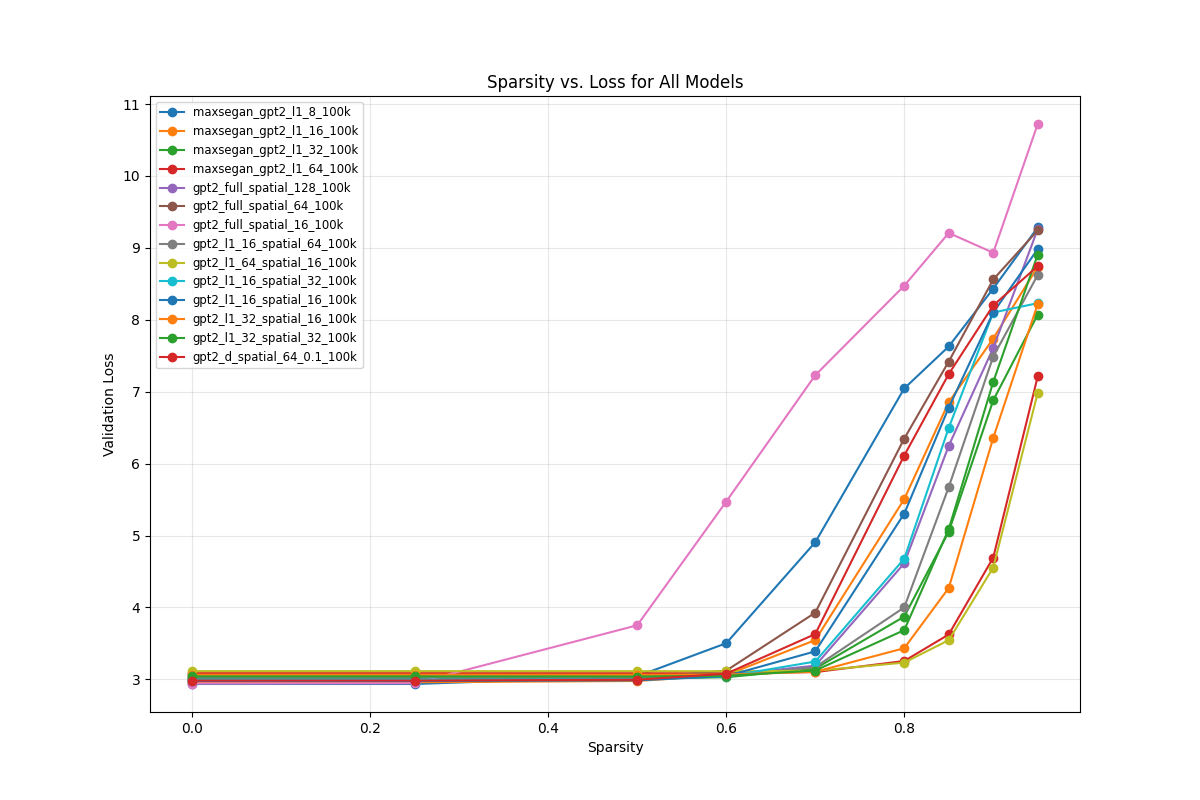 Sparsity vs. Loss for All Models
11
10
9
8
7
6
5
4
3
Validation Loss
maxsegan_gpt2_l1_8_100k
maxsegan_gpt2_l1_16_100k
maxsegan_gpt2_l1_32_100k
maxsegan_gpt2_l1_64_100k
gpt2_full_spatial_128_100k
gpt2_full_spatial_64_100k
gpt2_full_spatial_16_100k
gpt2_l1_16_spatial_64_100k
gpt2_l1_64_spatial_16_100k
gpt2_l1_16_spatial_32_100k
gpt2_l1_16_spatial_16_100k
gpt2_l1_32_spatial_16_100k
gpt2_l1_32_spatial_32_100k
gpt2_d_spatial_64_0.1_100k
0.0 0.2 0.4 0.6 0.8
Sparsity